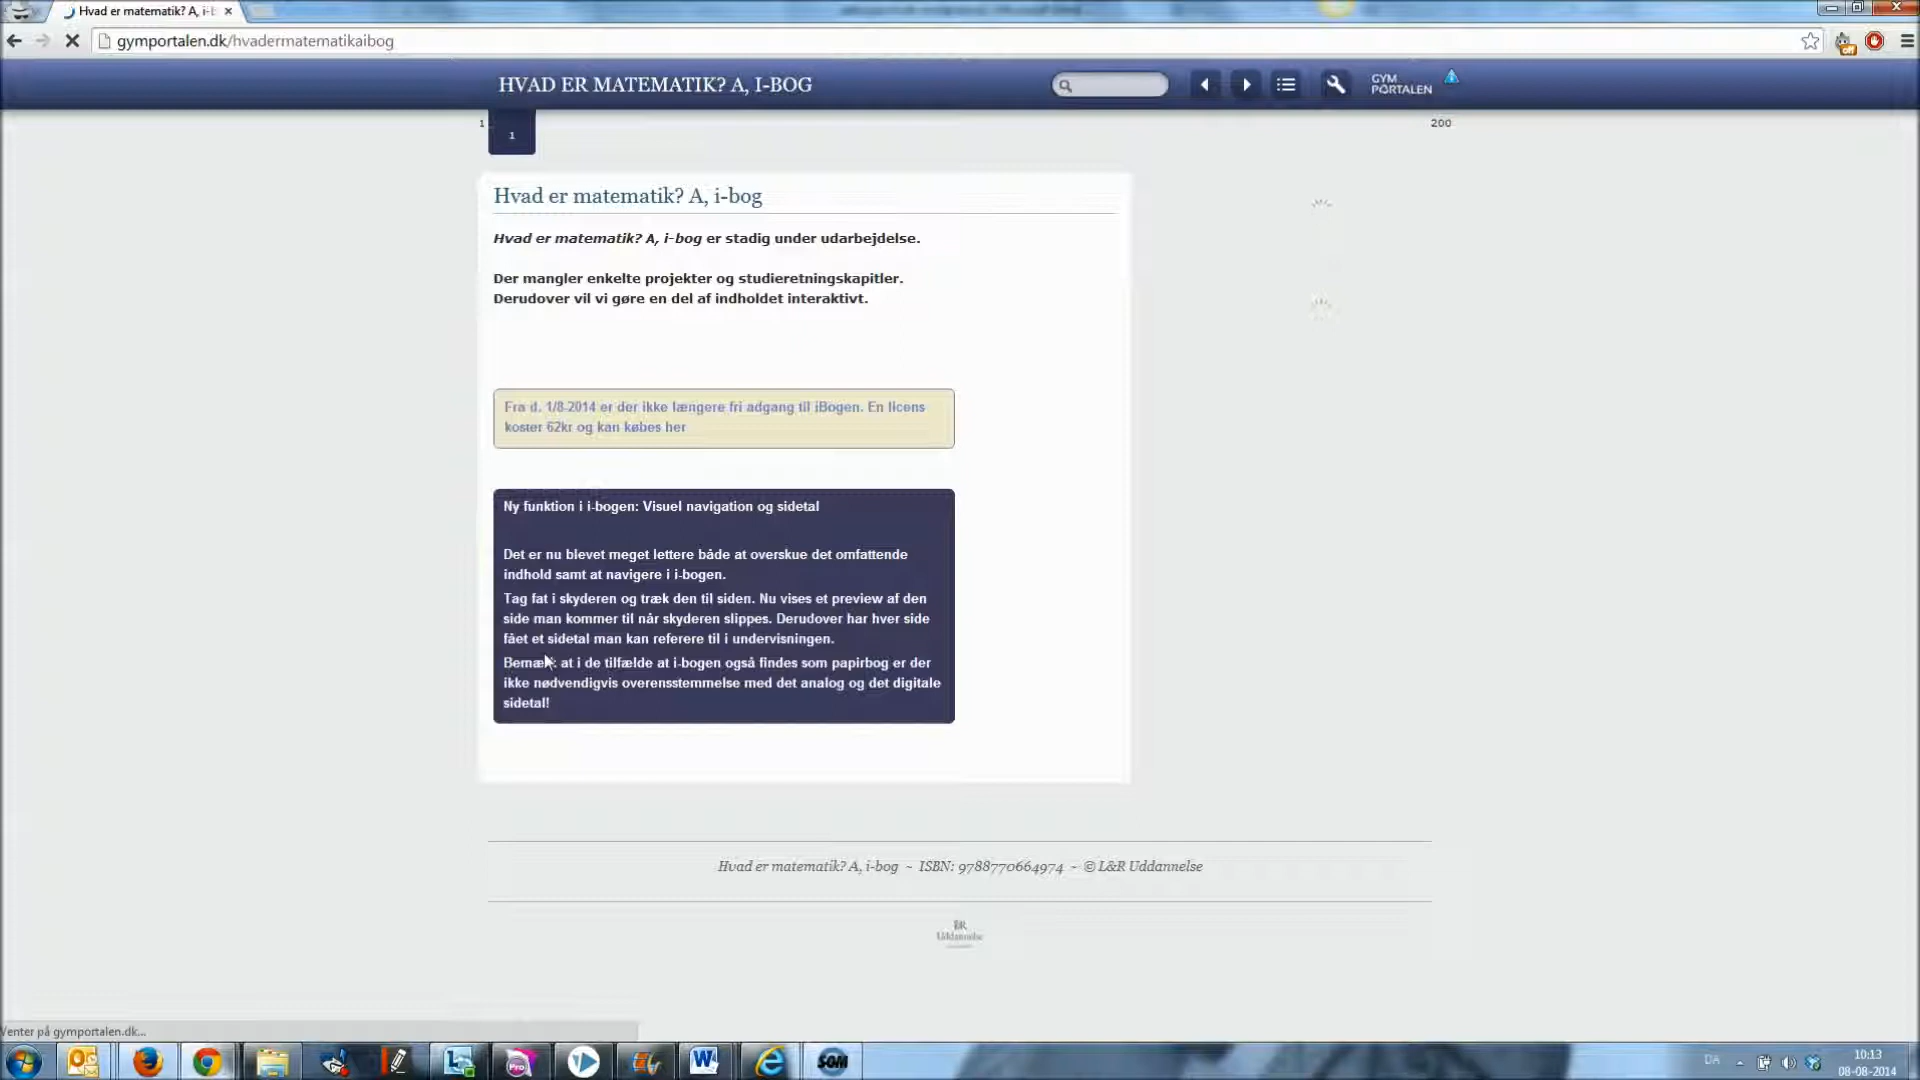 Hvad er matematik? A, i-b
gymportalen.dk/hvadermatematikaibog
HVAD ER MATEMATIK? A, I-BOG
GYM
PORTALEN
1
1
200
Hvad er matematik? A, i-bog
Hvad er matematik? A, i-bog er stadig under udarbejdelse.
Der mangler enkelte projekter og studieretningskapitler.
Derudover vil vi gøre en del af indholdet interaktivt.
Fra d. 1/8-2014 er der ikke længere fri adgang til iBogen. En licens
koster 62kr og kan købes her
Ny funktion i i-bogen: Visuel navigation og sidetal
Det er nu blevet meget lettere både at overskue det omfattende
indhold samt at navigere i i-bogen.
Tag fat i skyderen og træk den til siden. Nu vises et preview af den
side man kommer til når skyderen slippes. Derudover har hver side
fået et sidetal man kan referere til i undervisningen.
Bemærk at i de tilfælde at i-bogen også findes som papirbog er der
ikke nødvendigvis overensstemmelse med det analog og det digitale
sidetal!
Hvad er matematik? A, i-bog - ISBN: 9788770664974 - © L&R Uddannelse
L&R
Uddannelse
Venter på gymportalen.dk...
Pro
SOM
DA
10:13
08-08-2014